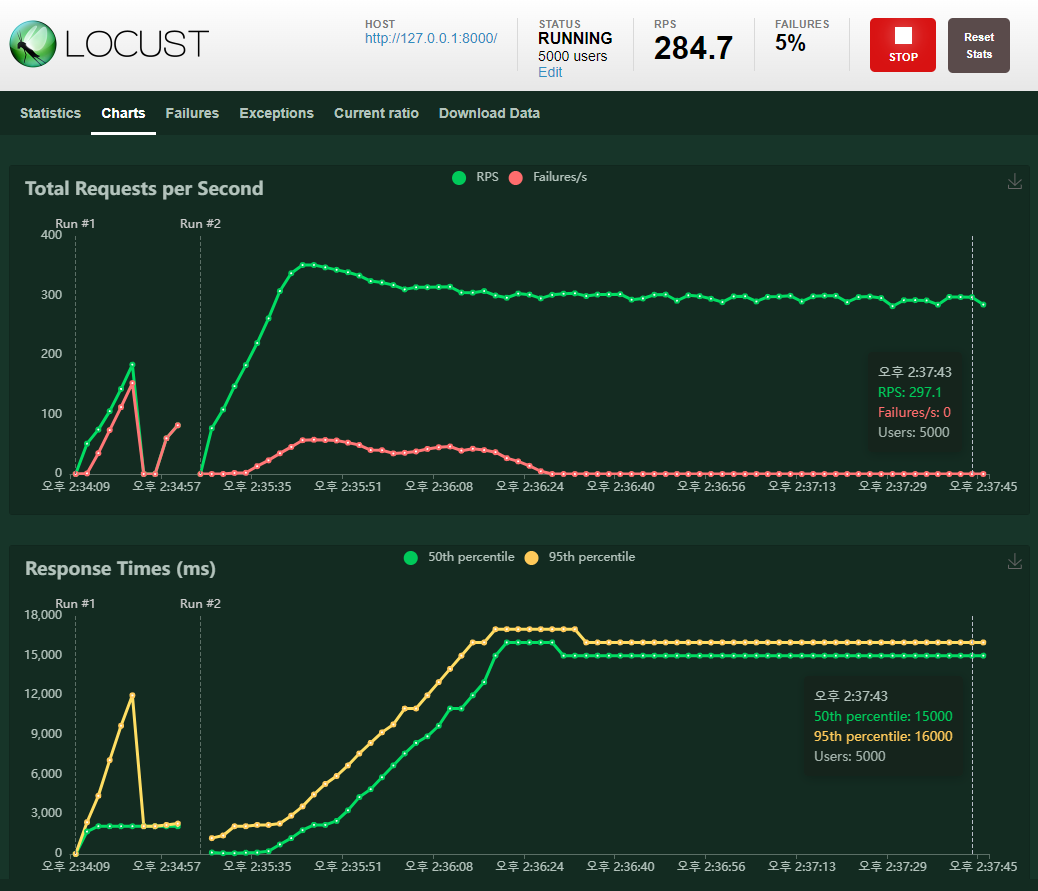 LOCUST
HOST
http://127.0.0.1:8000/
STATUS
RUNNING
5000 users
Edit
RPS
284.7
FAILURES
5%
STOP
Reset
Stats
Statistics
Charts
Failures
Exceptions
Current ratio
Download Data
Total Requests per Second
RPS
Failures/s
Run #1
Run #2
400
300
200
100
0
오후 2:37:43
RPS: 297.1
Failures/s: 0
Users: 5000
오후 2:34:09
오후 2:34:57
오후 2:35:35
오후 2:35:51
오후 2:36:08
오후 2:36:24
오후 2:36:40
오후 2:36:56
오후 2:37:13
오후 2:37:29
오후 2:37:45
Response Times (ms)
50th percentile
95th percentile
Run #1
Run #2
18,000
15,000
12,000
9,000
6,000
3,000
0
오후 2:37:43
50th percentile: 15000
95th percentile: 16000
Users: 5000
오후 2:34:09
오후 2:34:57
오후 2:35:35
오후 2:35:51
오후 2:36:08
오후 2:36:24
오후 2:36:40
오후 2:36:56
오후 2:37:13
오후 2:37:29
오후 2:37:45